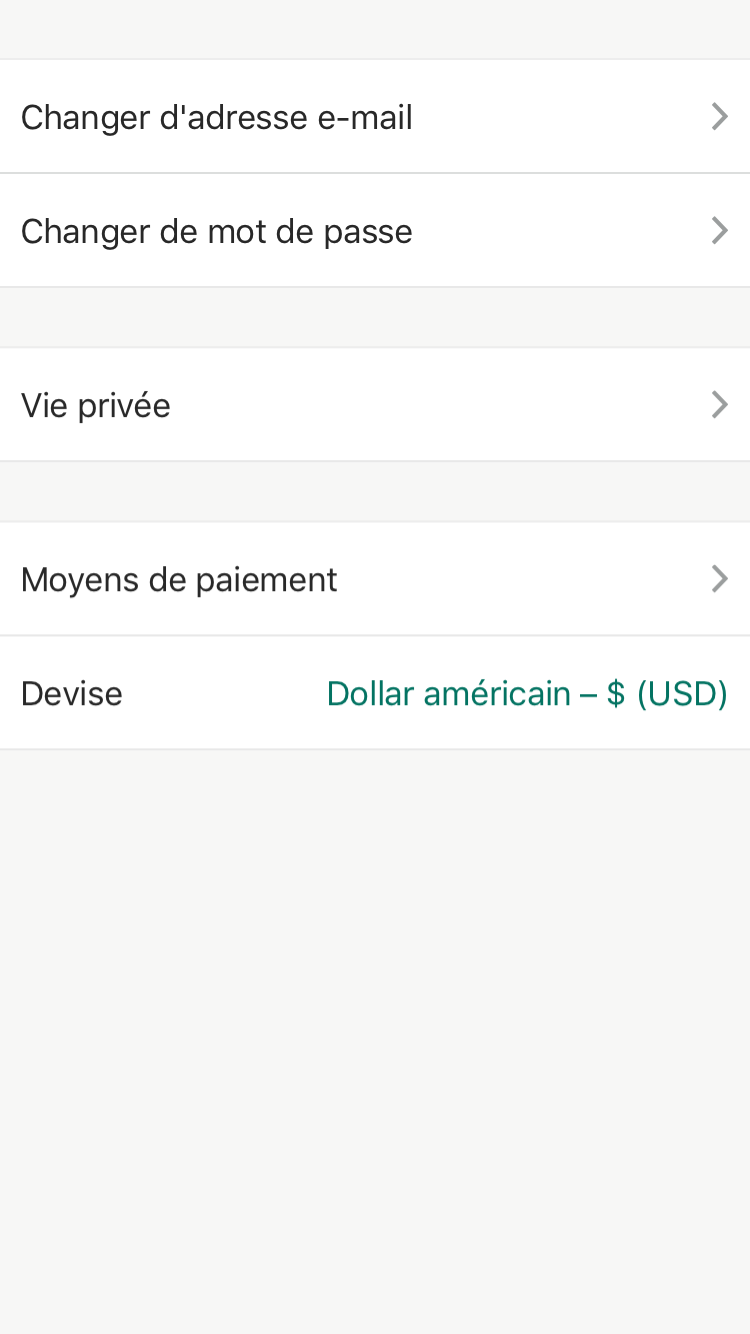 Changer d'adresse e-mail
Changer de mot de passe
Vie privée
Moyens de paiement
Devise Dollar américain – $ (USD)